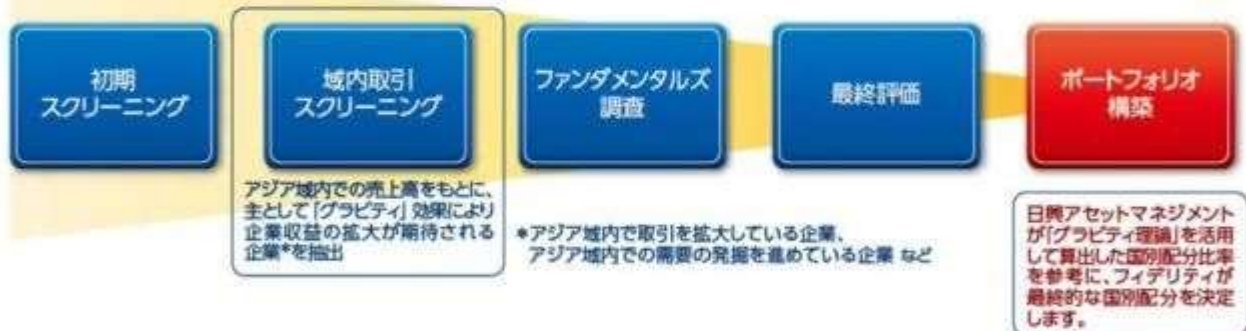 初期
スクリーニング
域内取引
スクリーニング
ファンダメンタルズ
調査
最終評価
ポートフォリオ
構築
アジア域内での売上高をもとに、
主として「グラビティ」効果により
企業収益の拡大が期待される
企業*を抽出
*アジア域内で取引を拡大している企業、
アジア域内での需要の発掘を進めている企業 など
日興アセットマネジメント
が「グラビティ理論」を活用
して算出した国別配分比率
を参考に、フィデリティが
最終的な国別配分を決定
します。